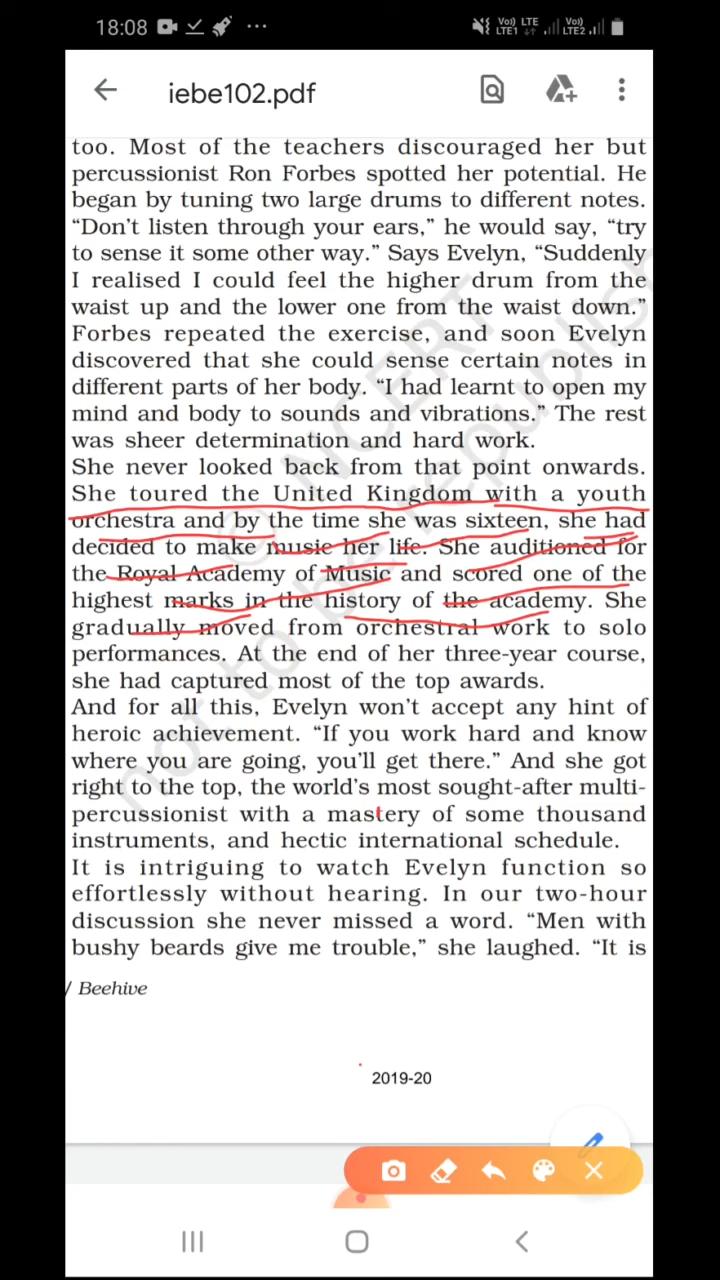 18:08
Vo) LTE Vo)
LTE1 LTE2
iebe102.pdf
too. Most of the teachers discouraged her but
percussionist Ron Forbes spotted her potential. He
began by tuning two large drums to different notes.
“Don’t listen through your ears,” he would say, “try
to sense it some other way.” Says Evelyn, “Suddenly
I realised I could feel the higher drum from the
waist up and the lower one from the waist down.”
Forbes repeated the exercise, and soon Evelyn
discovered that she could sense certain notes in
different parts of her body. “I had learnt to open my
mind and body to sounds and vibrations.” The rest
was sheer determination and hard work.
She never looked back from that point onwards.
She toured the United Kingdom with a youth
orchestra and by the time she was sixteen, she had
decided to make music her life. She auditioned for
the Royal Academy of Music and scored one of the
highest marks in the history of the academy. She
gradually moved from orchestral work to solo
performances. At the end of her three-year course,
she had captured most of the top awards.
And for all this, Evelyn won’t accept any hint of
heroic achievement. “If you work hard and know
where you are going, you’ll get there.” And she got
right to the top, the world’s most sought-after multi-
percussionist with a mastery of some thousand
instruments, and hectic international schedule.
It is intriguing to watch Evelyn function so
effortlessly without hearing. In our two-hour
discussion she never missed a word. “Men with
bushy beards give me trouble,” she laughed. “It is
/ Beehive
2019-20
© NCERT
not to be republish